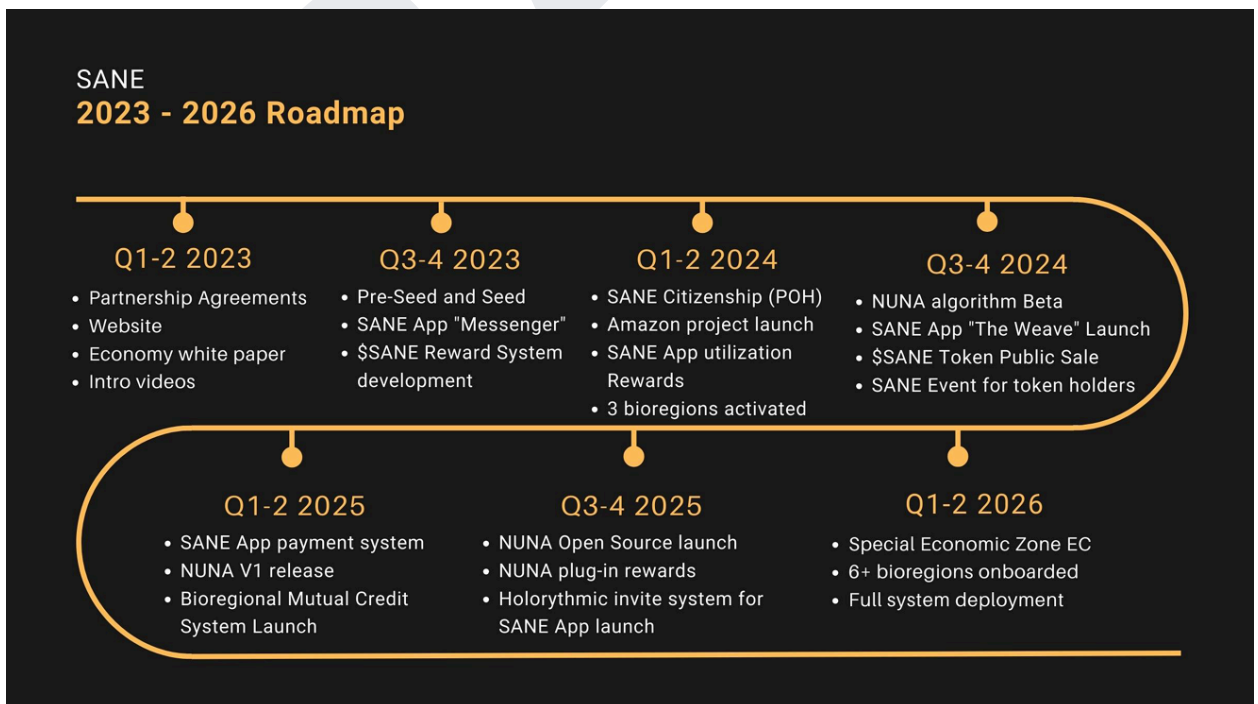 SANE
2023 - 2026 Roadmap
Q1-2 2023
• Partnership Agreements
• Website
• Economy white paper
• Intro videos
Q3-4 2023
• Pre-Seed and Seed
• SANE App "Messenger"
• $SANE Reward System
development
Q1-2 2024
• SANE Citizenship (POH)
• Amazon project launch
• SANE App utilization
Rewards
• 3 bioregions activated
Q3-4 2024
• NUNA algorithm Beta
• SANE App "The Weave" Launch
• $SANE Token Public Sale
• SANE Event for token holders
Q1-2 2025
• SANE App payment system
• NUNA V1 release
• Bioregional Mutual Credit
System Launch
Q3-4 2025
• NUNA Open Source launch
• NUNA plug-in rewards
• Holorythmic invite system for
SANE App launch
Q1-2 2026
• Special Economic Zone EC
• 6+ bioregions onboarded
• Full system deployment